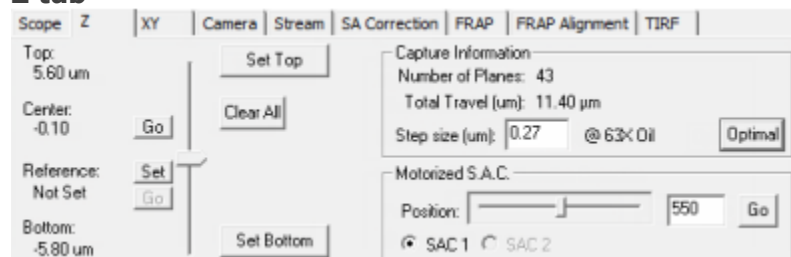 Z tab
Scope Z XY Camera Stream SA Correction FRAP FRAP Alignment TIRF
Top:
5.60 um
Set Top
Center:
-0.10
Go
Clear All
Reference:
Not Set
Set
Go
Bottom:
-5.80 um
Set Bottom
Capture Information
Number of Planes: 43
Total Travel (um): 11.40 µm
Step size (um): 0.27 @ 63X Oil Optimal
Motorized S.A.C.
Position: 550 Go
SAC 1 SAC 2